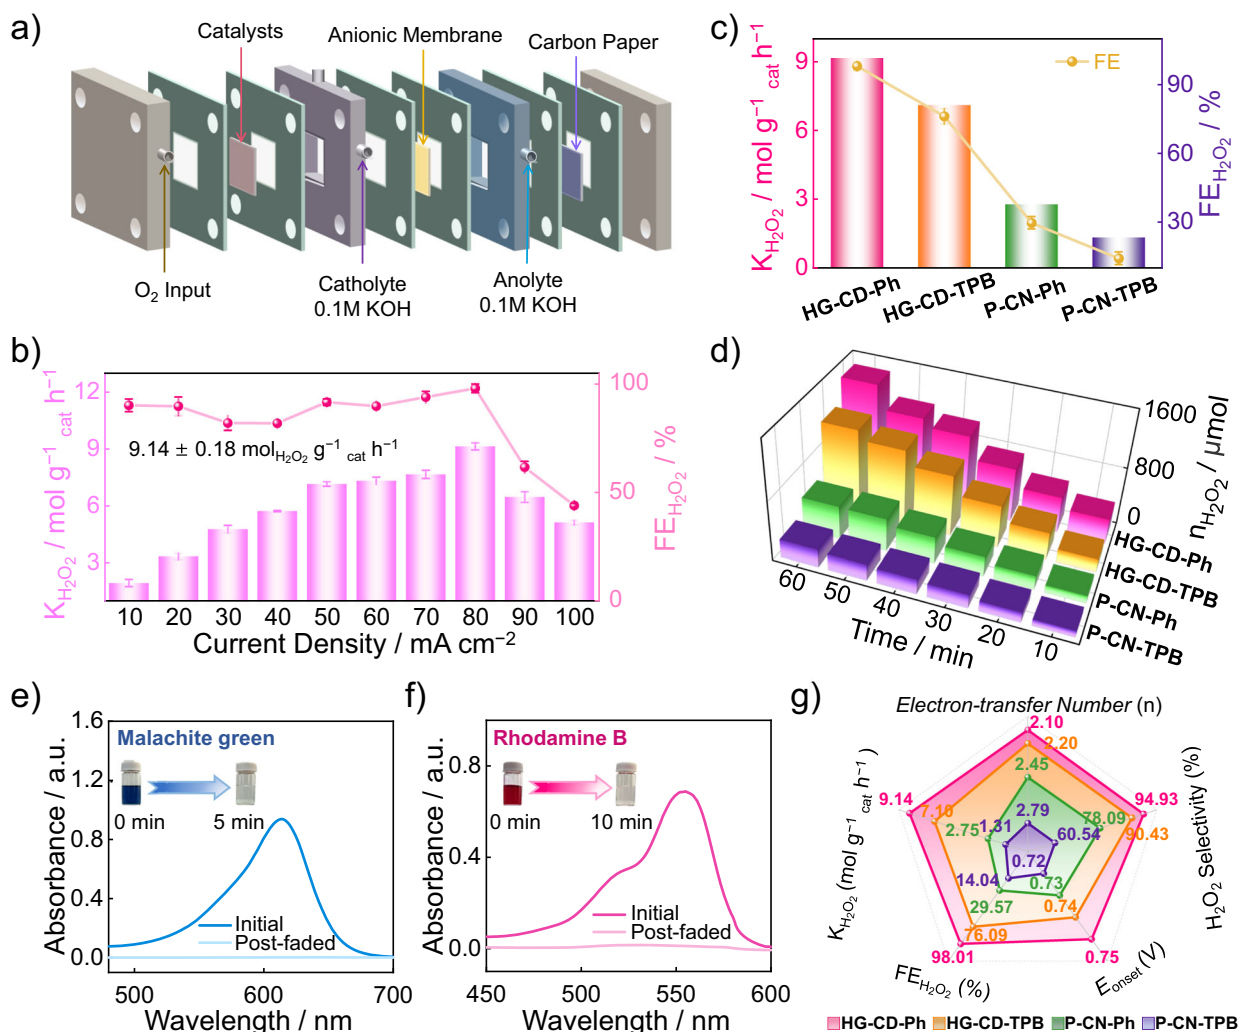 a)
Catalysts
Anionic Membrane
Carbon Paper
O₂ Input
Catholyte
0.1M KOH
Anolyte
0.1M KOH
b)
K_H₂O₂ / mol g⁻¹ cat h⁻¹
12
9
6
3
9.14 ± 0.18 mol_H₂O₂ g⁻¹ cat h⁻¹
100
50
0
FE_H₂O₂ / %
10 20 30 40 50 60 70 80 90 100
Current Density / mA cm⁻²
c)
K_H₂O₂ / mol g⁻¹ cat h⁻¹
9
6
3
0
FE
90
60
30
FE_H₂O₂ / %
HG-CD-Ph
HG-CD-TPB
P-CN-Ph
P-CN-TPB
d)
1600
800
0
n_H₂O₂ / μmol
HG-CD-Ph
HG-CD-TPB
P-CN-Ph
P-CN-TPB
60 50 40 30 20 10
Time / min
e)
Absorbance / a.u.
1.6
1.2
0.8
0.4
0.0
Malachite green
0 min 5 min
Initial
Post-faded
500 600 700
Wavelength / nm
f)
Absorbance / a.u.
0.8
0.4
0.0
Rhodamine B
0 min 10 min
Initial
Post-faded
450 500 550 600
Wavelength / nm
g)
Electron-transfer Number (n)
2.10
2.20
2.45
2.79
H₂O₂ Selectivity (%)
94.93
90.43
78.09
60.54
E_onset (V)
0.75
0.74
0.73
0.72
FE_H₂O₂ (%)
98.01
76.09
29.57
14.04
K_H₂O₂ (mol g⁻¹ cat h⁻¹)
9.14
7.10
2.75
1.31
HG-CD-Ph HG-CD-TPB P-CN-Ph P-CN-TPB